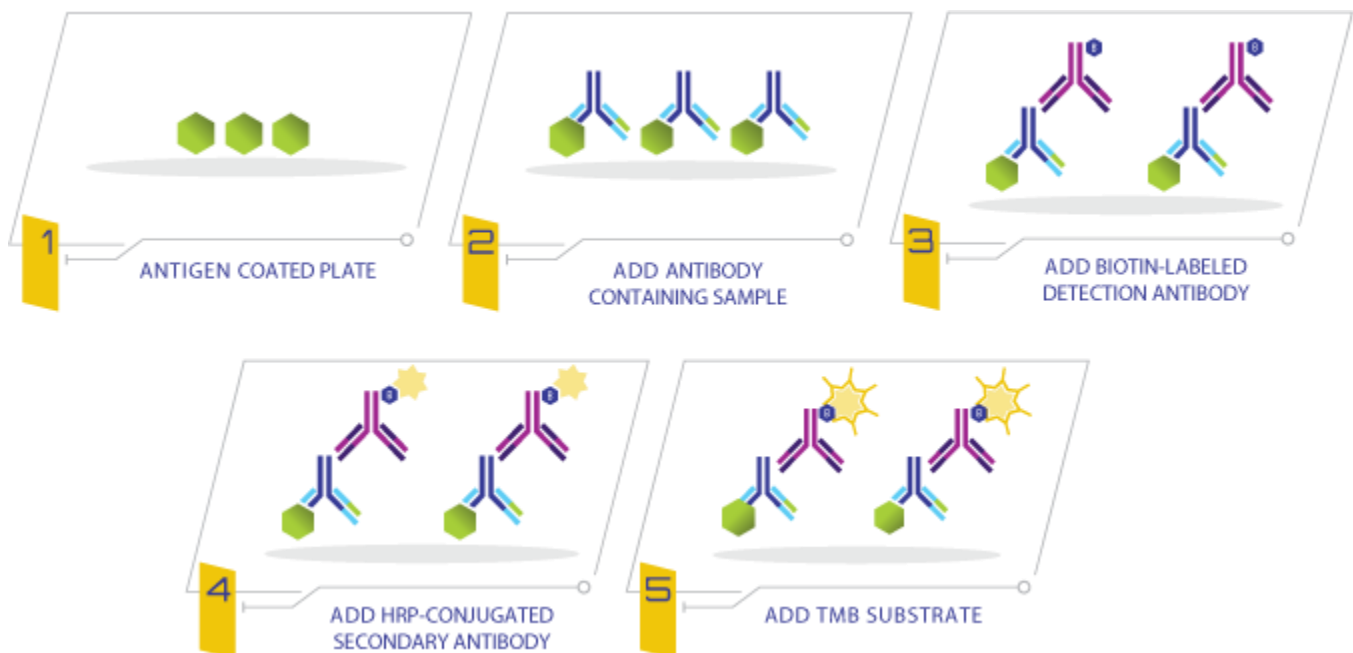 1
ANTIGEN COATED PLATE
2
ADD ANTIBODY
CONTAINING SAMPLE
B
B
3
ADD BIOTIN-LABELED
DETECTION ANTIBODY
B
B
4
ADD HRP-CONJUGATED
SECONDARY ANTIBODY
B
B
5
ADD TMB SUBSTRATE